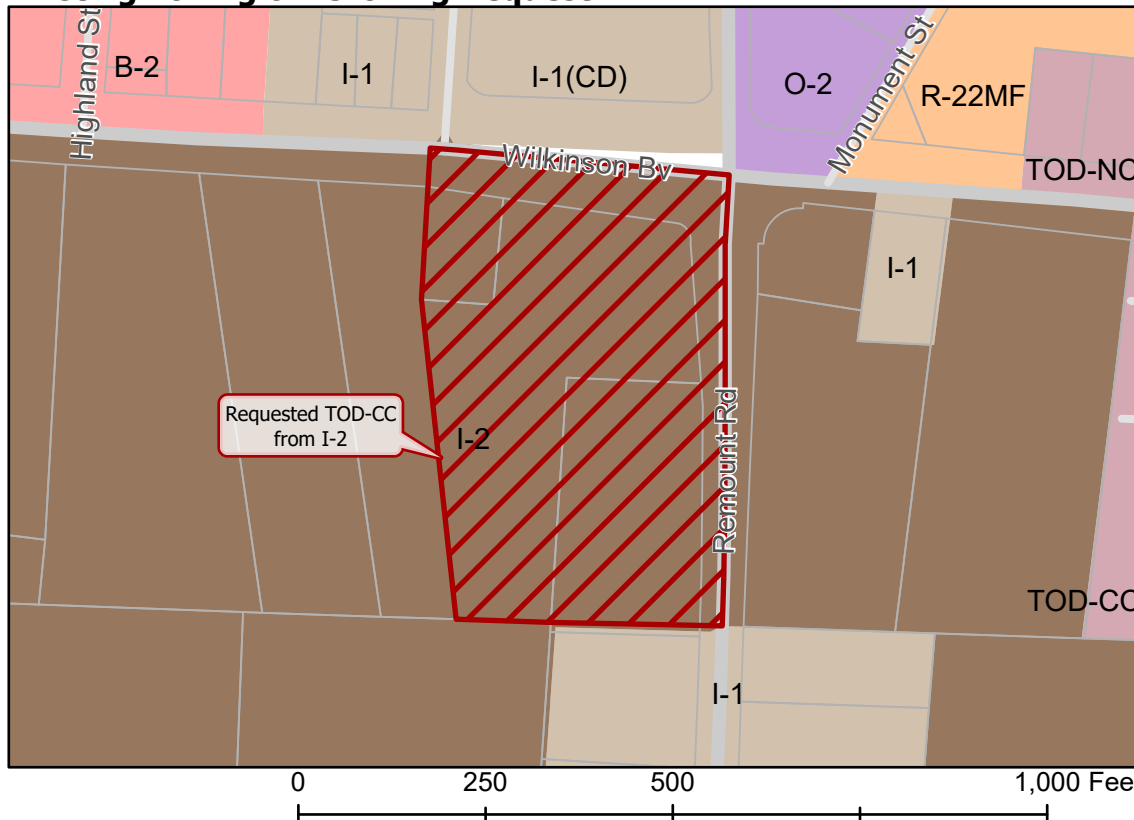 Highland St
B-2
I-1
I-1(CD)
O-2
Monument St
R-22MF
TOD-NC
Wilkinson Bv
I-1
Requested TOD-CC
from I-2
I-2
Remount Rd
TOD-CC
I-1
0 250 500 1,000 Fee